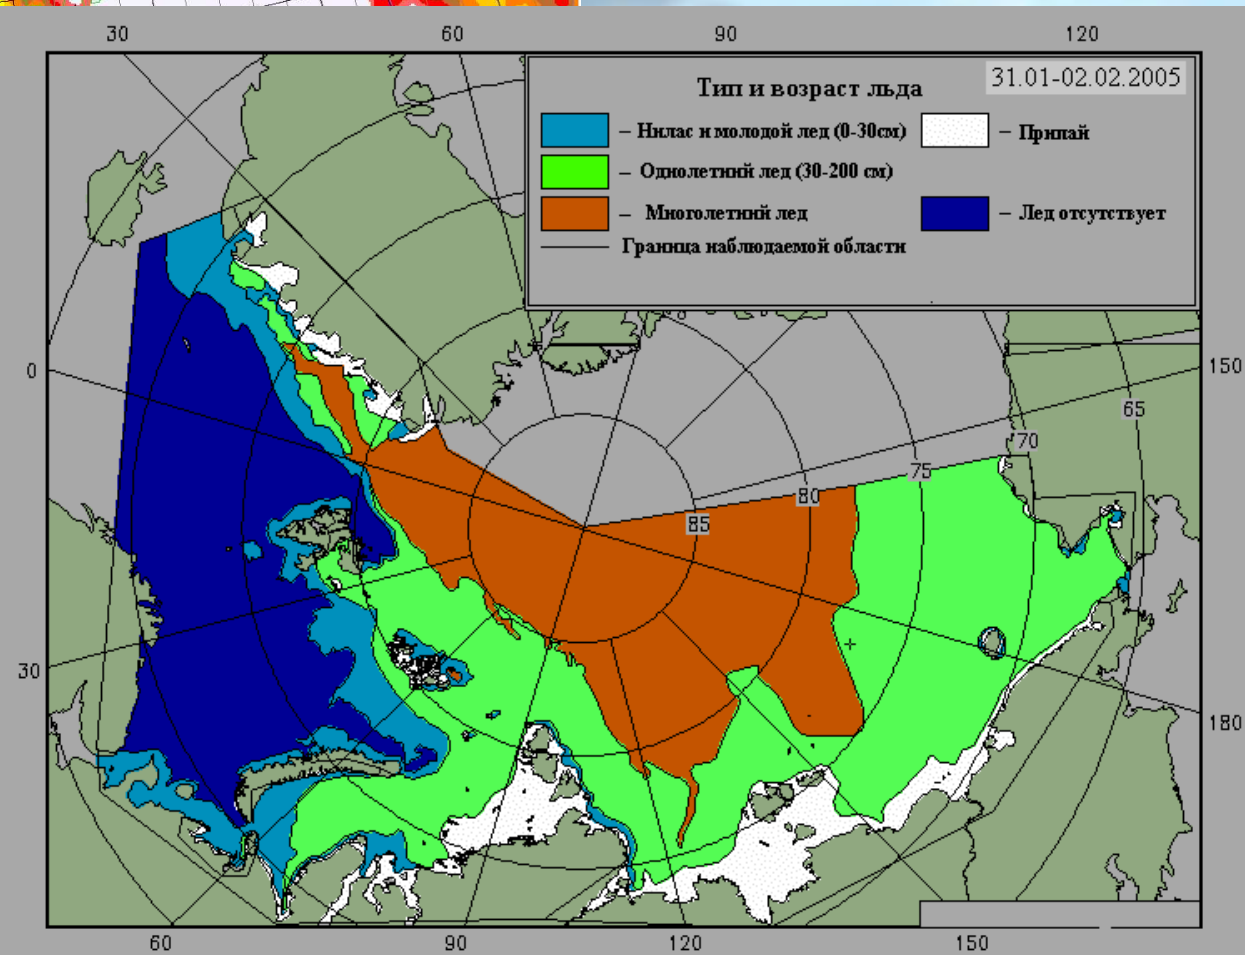 30 60 90 120
31.01-02.02.2005
Тип и возраст льда
– Нилас и молодой лед (0-30см)
– Припай
– Однолетний лед (30-200 см)
– Многолетний лед
– Лед отсутствует
Граница наблюдаемой области
0
150
65
70
75
80
85
30
180
60 90 120 150